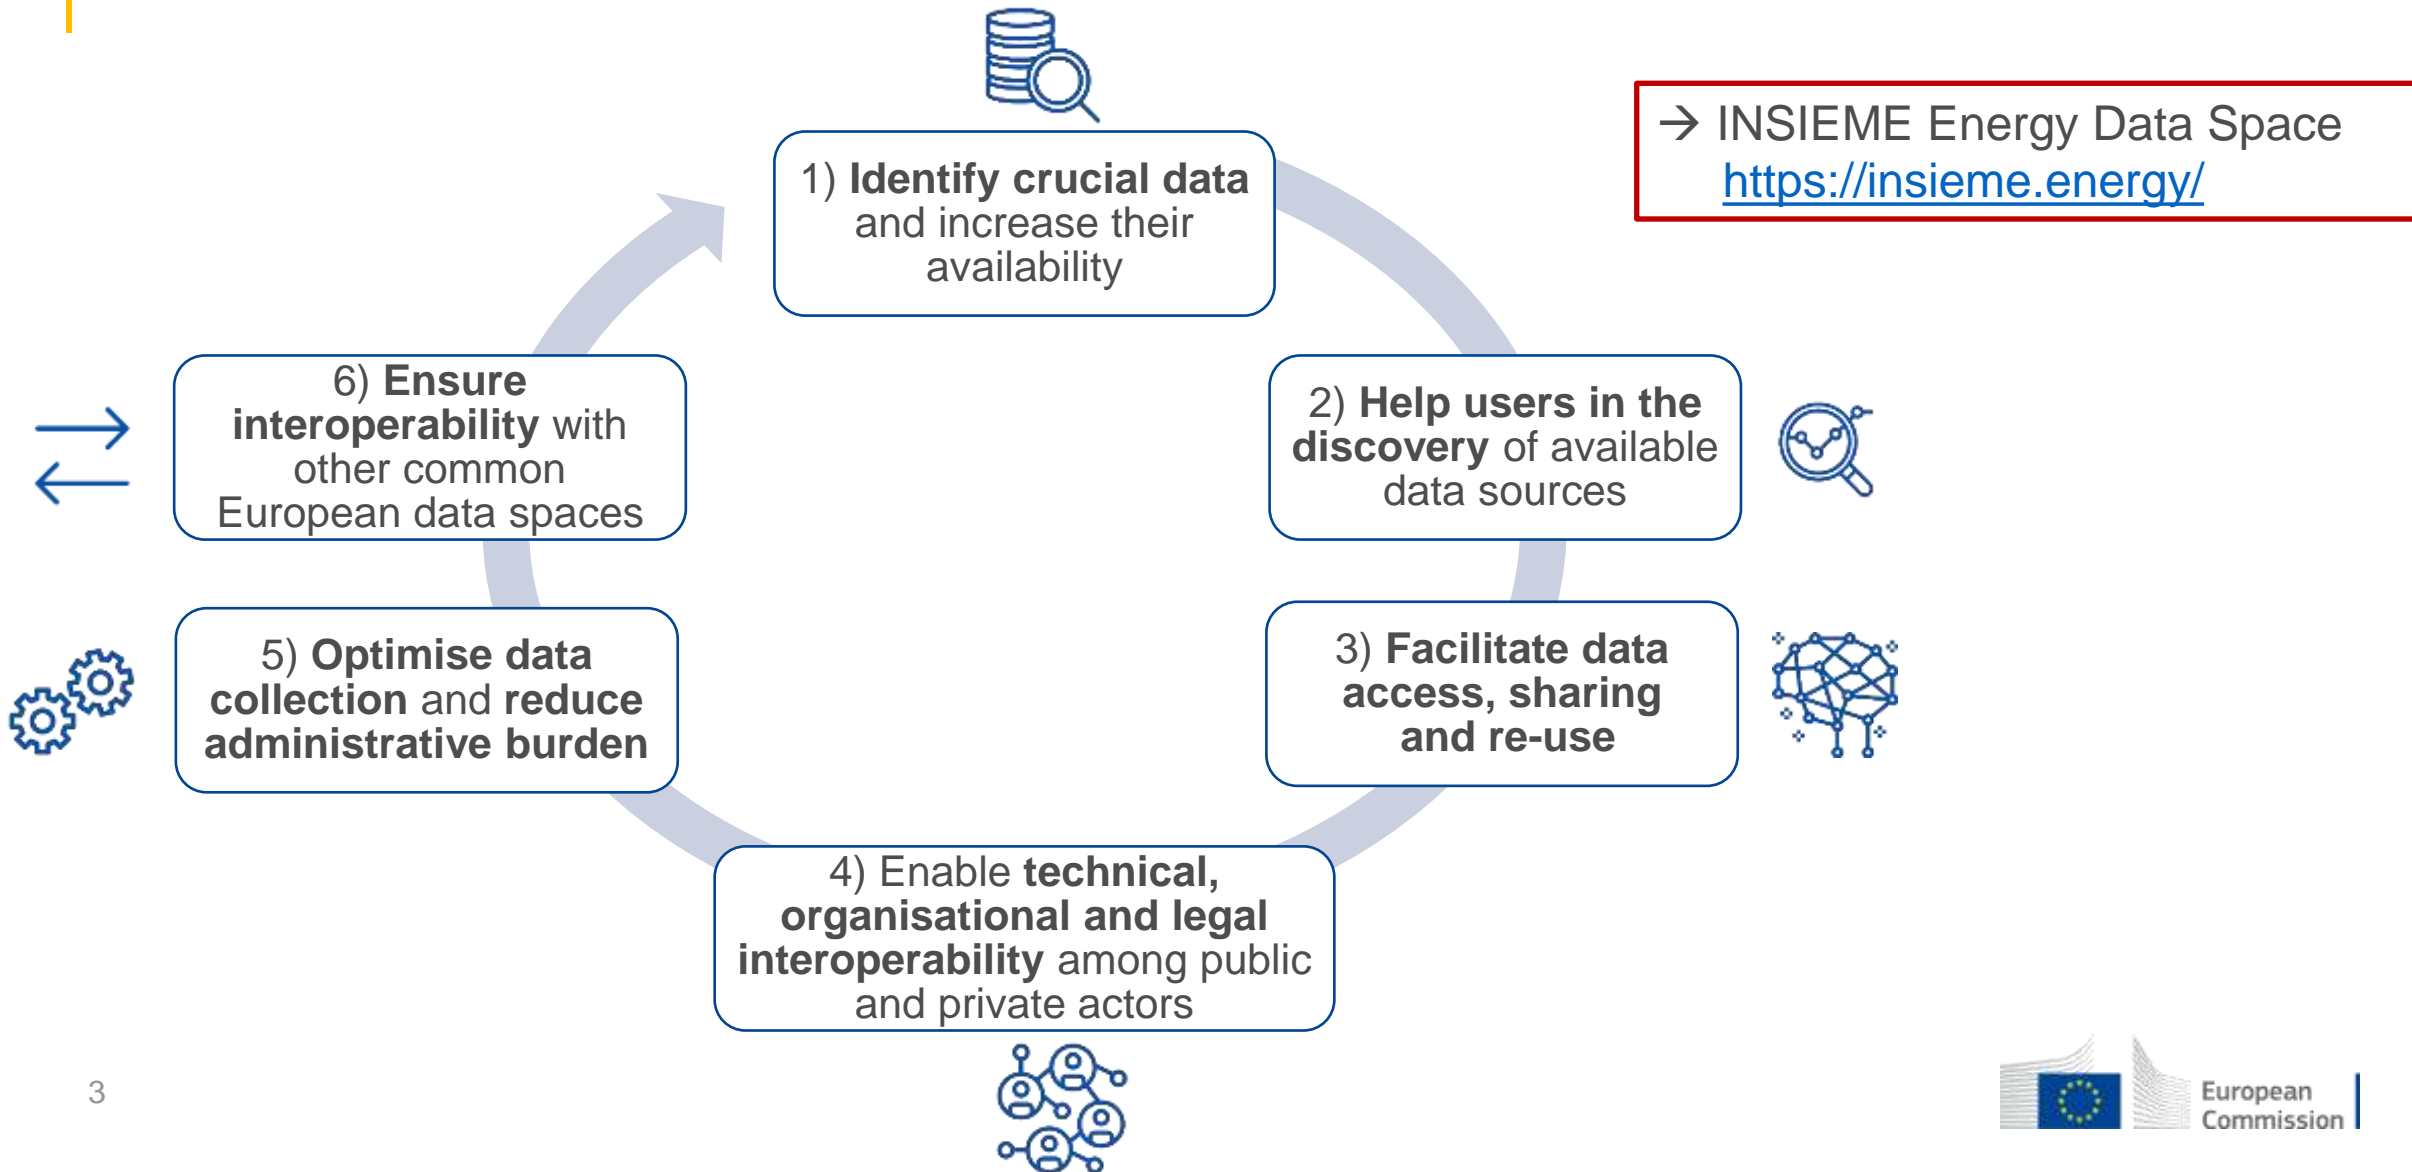 → INSIEME Energy Data Space
https://insieme.energy/
1) Identify crucial data
and increase their
availability
2) Help users in the
discovery of available
data sources
3) Facilitate data
access, sharing
and re-use
4) Enable technical,
organisational and legal
interoperability among public
and private actors
5) Optimise data
collection and reduce
administrative burden
6) Ensure
interoperability with
other common
European data spaces
3
European
Commission